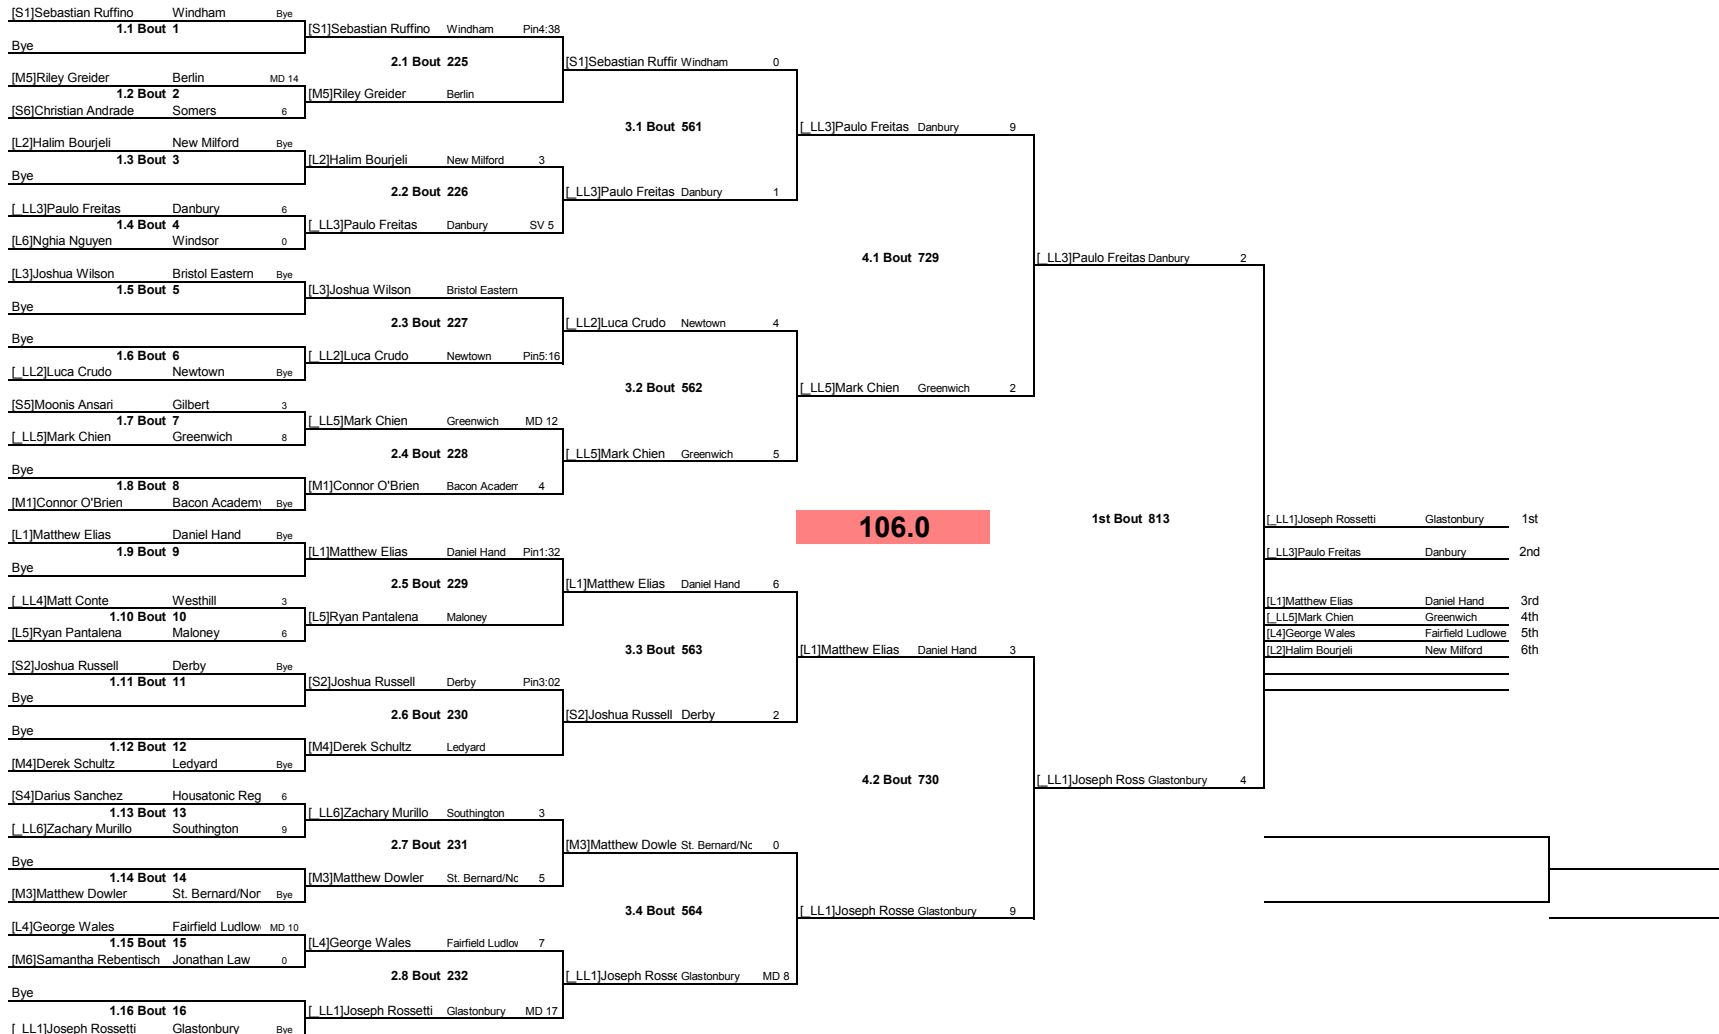 [S1]Sebastian Ruffino Windham Bye
1.1 Bout 1
Bye
[M5]Riley Greider Berlin MD 14
1.2 Bout 2
[S6]Christian Andrade Somers 6
[L2]Halim Bourjeli New Milford Bye
1.3 Bout 3
Bye
[_LL3]Paulo Freitas Danbury 6
1.4 Bout 4
[L6]Nghia Nguyen Windsor 0
[L3]Joshua Wilson Bristol Eastern Bye
1.5 Bout 5
Bye
Bye
1.6 Bout 6
[_LL2]Luca Crudo Newtown Bye
[S5]Moonis Ansari Gilbert 3
1.7 Bout 7
[_LL5]Mark Chien Greenwich 8
Bye
1.8 Bout 8
[M1]Connor O'Brien Bacon Academy Bye
[L1]Matthew Elias Daniel Hand Bye
1.9 Bout 9
Bye
[_LL4]Matt Conte Westhill 3
1.10 Bout 10
[L5]Ryan Pantalena Maloney 6
[S2]Joshua Russell Derby Bye
1.11 Bout 11
Bye
Bye
1.12 Bout 12
[M4]Derek Schultz Ledyard Bye
[S4]Darius Sanchez Housatonic Reg 6
1.13 Bout 13
[_LL6]Zachary Murillo Southington 9
Bye
1.14 Bout 14
[M3]Matthew Dowler St. Bernard/Nor Bye
[L4]George Wales Fairfield Ludlow MD 10
1.15 Bout 15
[M6]Samantha Rebentisch Jonathan Law 0
Bye
1.16 Bout 16
[_LL1]Joseph Rossetti Glastonbury Bye
[S1]Sebastian Ruffino Windham Pin4:38
2.1 Bout 225
[M5]Riley Greider Berlin
[L2]Halim Bourjeli New Milford 3
2.2 Bout 226
[_LL3]Paulo Freitas Danbury SV 5
[L3]Joshua Wilson Bristol Eastern
2.3 Bout 227
[_LL2]Luca Crudo Newtown Pin5:16
[_LL5]Mark Chien Greenwich MD 12
2.4 Bout 228
[M1]Connor O'Brien Bacon Academ 4
[L1]Matthew Elias Daniel Hand Pin1:32
2.5 Bout 229
[L5]Ryan Pantalena Maloney
[S2]Joshua Russell Derby Pin3:02
2.6 Bout 230
[M4]Derek Schultz Ledyard
[_LL6]Zachary Murillo Southington 3
2.7 Bout 231
[M3]Matthew Dowler St. Bernard/No 5
[L4]George Wales Fairfield Ludlow 7
2.8 Bout 232
[_LL1]Joseph Rossetti Glastonbury MD 17
[S1]Sebastian Ruffin Windham 0
3.1 Bout 561
[_LL3]Paulo Freitas Danbury 1
[_LL2]Luca Crudo Newtown 4
3.2 Bout 562
[_LL5]Mark Chien Greenwich 5
[L1]Matthew Elias Daniel Hand 6
3.3 Bout 563
[S2]Joshua Russell Derby 2
[M3]Matthew Dowle St. Bernard/No 0
3.4 Bout 564
[_LL1]Joseph Rosse Glastonbury MD 8
[_LL3]Paulo Freitas Danbury 9
4.1 Bout 729
[_LL5]Mark Chien Greenwich 2
106.0
[L1]Matthew Elias Daniel Hand 3
4.2 Bout 730
[_LL1]Joseph Rosse Glastonbury 9
[_LL3]Paulo Freitas Danbury 2
1st Bout 813
[_LL1]Joseph Ross Glastonbury 4
[_LL1]Joseph Rossetti Glastonbury 1st
[_LL3]Paulo Freitas Danbury 2nd
[L1]Matthew Elias Daniel Hand 3rd
[_LL5]Mark Chien Greenwich 4th
[L4]George Wales Fairfield Ludlowe 5th
[L2]Halim Bourjeli New Milford 6th